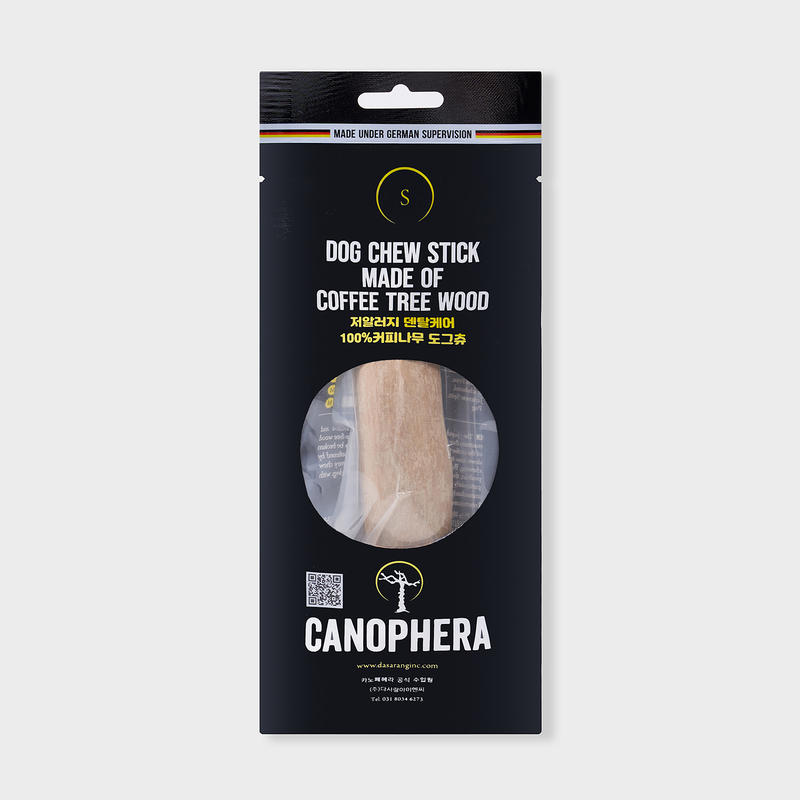 MADE UNDER GERMAN SUPERVISION
S
DOG CHEW STICK
MADE OF
COFFEE TREE WOOD
저알러지 덴탈케어
100%커피나무 도그츄
CANOPHERA
www.dasaranginc.com
카노페헤라 공식 수입원
(주)다사랑아이앤씨
Tel 031 8034 6273